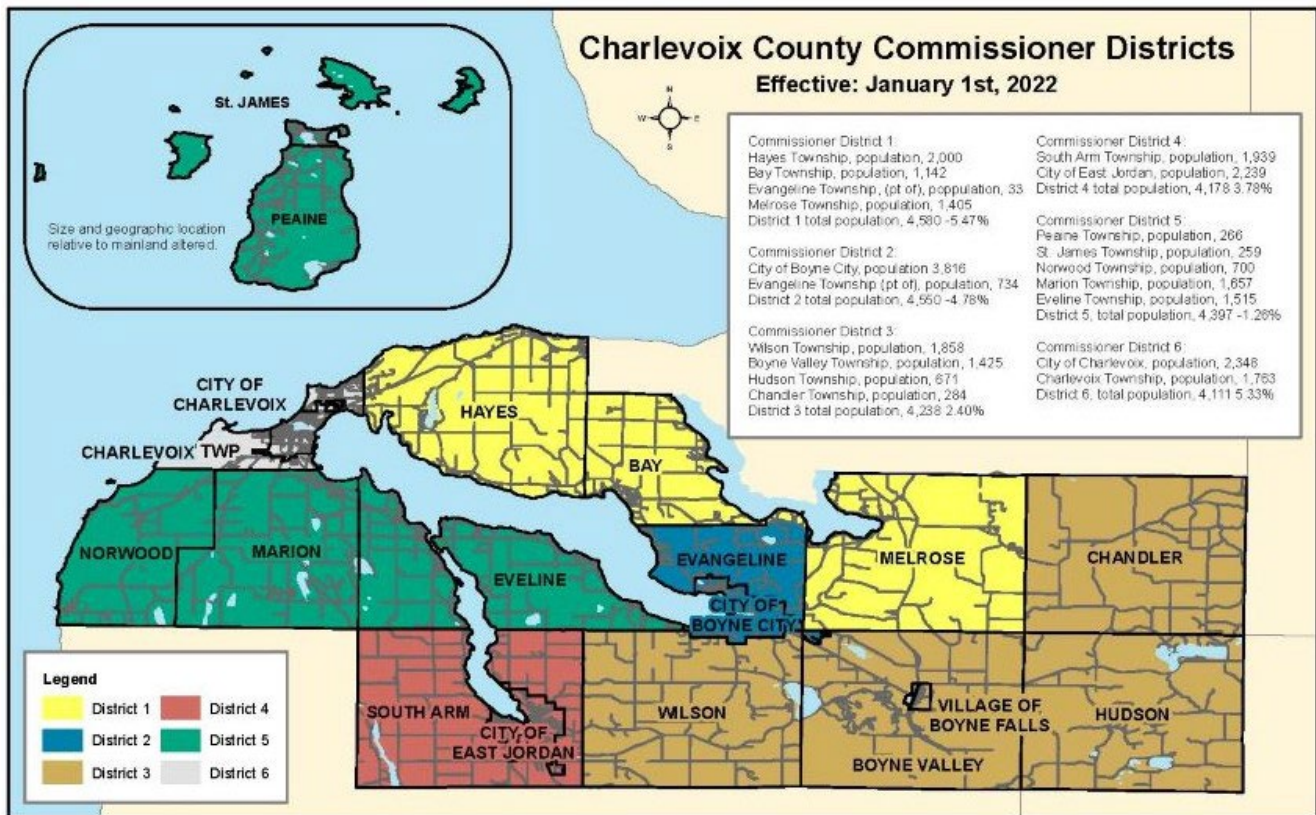 Charlevoix County Commissioner Districts
Effective: January 1st, 2022
N
W E
S
St. JAMES
PEAINE
Size and geographic location
relative to mainland altered.
Commissioner District 1:
Hayes Township, population, 2,000
Bay Township, population, 1,142
Evangeline Township, (pt of), poppulation, 33
Melrose Township, population, 1,405
District 1 total population, 4,580 -5.47%
Commissioner District 2:
City of Boyne City, population 3,816
Evangeline Township (pt of), population, 734
District 2 total population, 4,550 -4.78%
Commissioner District 3:
Wilson Township, population, 1,858
Boyne Valley Township, population, 1,425
Hudson Township, population, 671
Chandler Township, population, 284
District 3 total population, 4,238 2.40%
Commissioner District 4:
South Arm Township, population, 1,939
City of East Jordan, population, 2,239
District 4 total population, 4,178 3.78%
Commissioner District 5:
Peaine Township, population, 266
St. James Township, population, 259
Norwood Township, population, 700
Marion Township, population, 1,657
Eveline Township, population, 1,515
District 5, total population, 4,397 -1.26%
Commissioner District 6:
City of Charlevoix, population, 2,348
Charlevoix Township, population, 1,763
District 6, total population, 4,111 5.33%
CITY OF
CHARLEVOIX
CHARLEVOIX TWP
HAYES
BAY
NORWOOD
MARION
EVELINE
EVANGELINE
CITY OF
BOYNE CITY
MELROSE
CHANDLER
SOUTH ARM
CITY OF
EAST JORDAN
WILSON
VILLAGE OF
BOYNE FALLS
BOYNE VALLEY
HUDSON
Legend
District 1
District 2
District 3
District 4
District 5
District 6